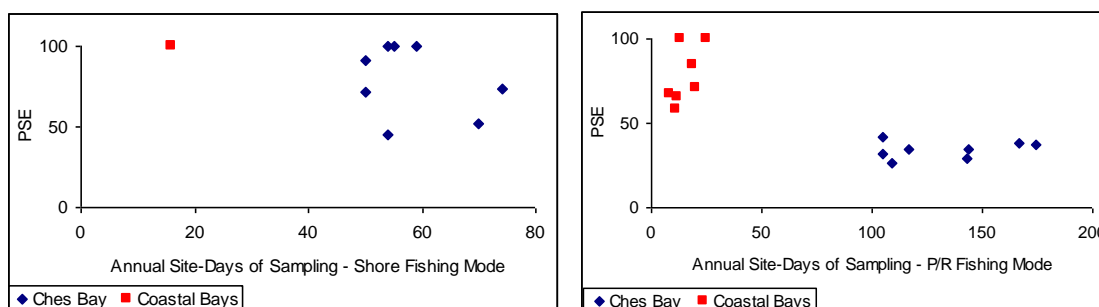 100
50
0
PSE
0 20 40 60 80
Annual Site-Days of Sampling - Shore Fishing Mode
Ches Bay Coastal Bays
100
50
0
PSE
0 50 100 150 200
Annual Site-Days of Sampling - P/R Fishing Mode
Ches Bay Coastal Bays